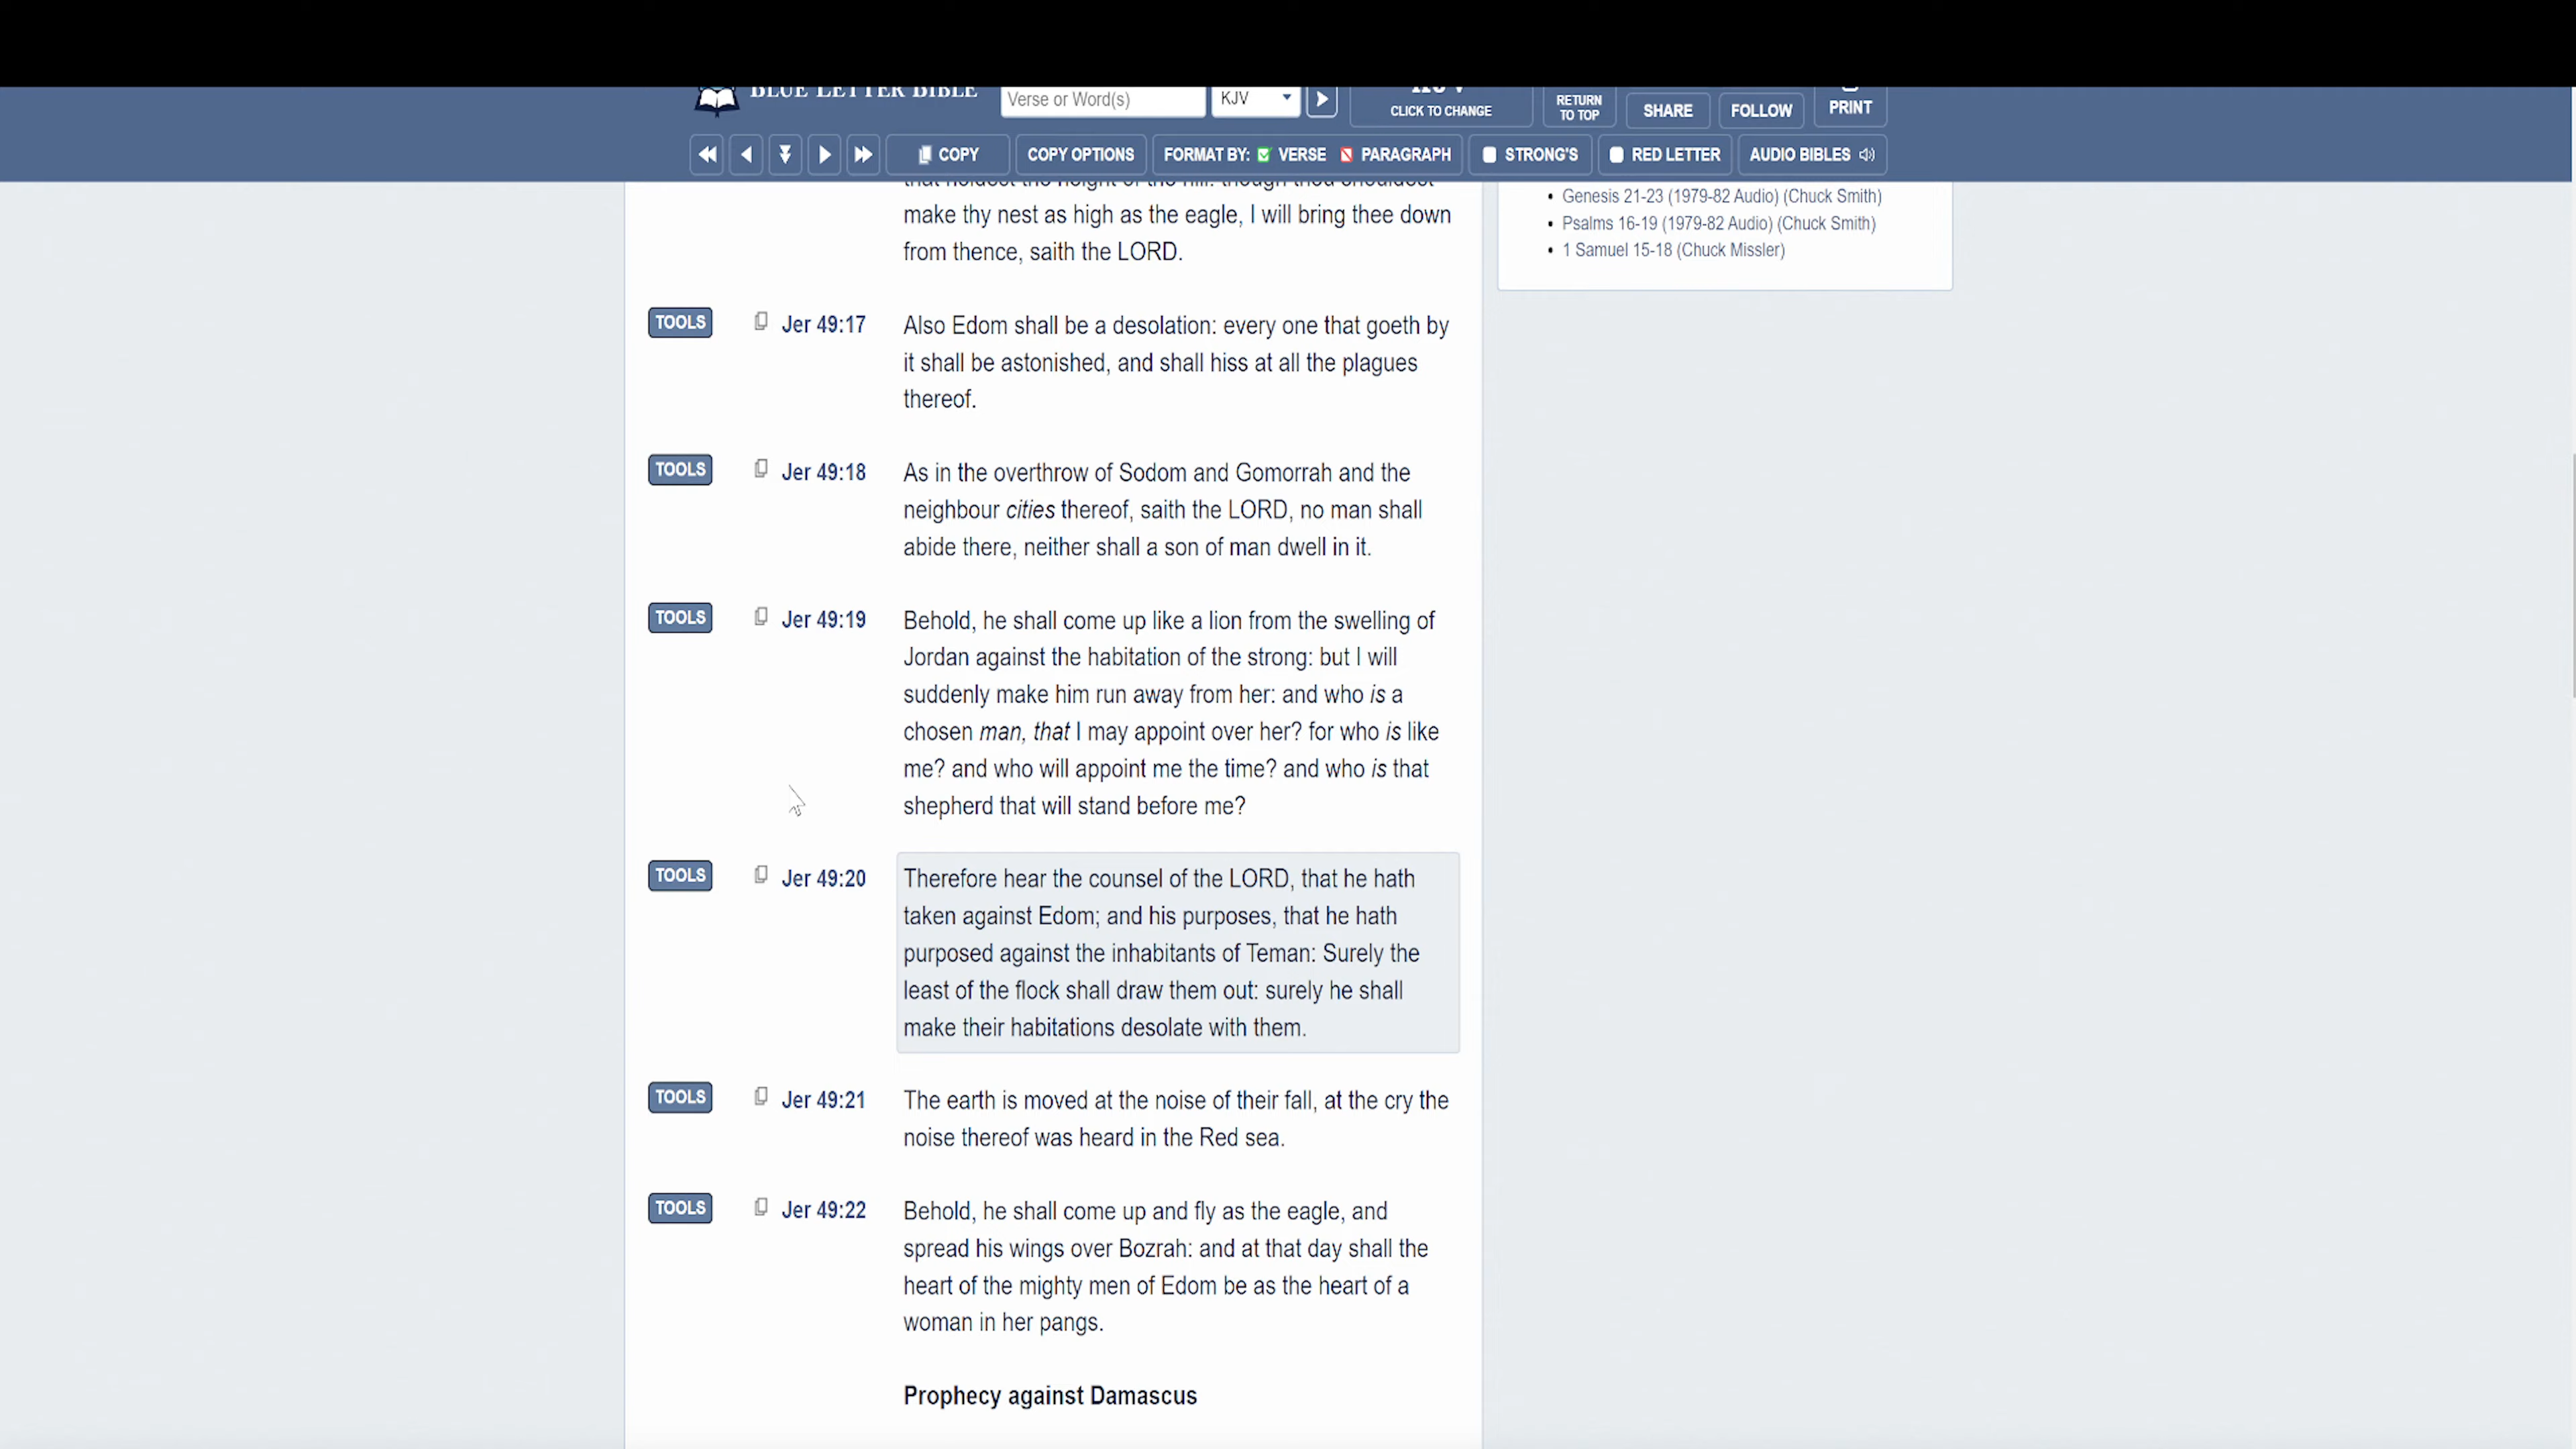 BLUE LETTER BIBLE
Verse or Word(s)
KJV
CLICK TO CHANGE
RETURN
TO TOP
SHARE
FOLLOW
PRINT
COPY
COPY OPTIONS
FORMAT BY: VERSE PARAGRAPH
STRONG'S
RED LETTER
AUDIO BIBLES
that holdest the height of the hill: though thou shouldest
make thy nest as high as the eagle, I will bring thee down
from thence, saith the LORD.
TOOLS Jer 49:17 Also Edom shall be a desolation: every one that goeth by
it shall be astonished, and shall hiss at all the plagues
thereof.
TOOLS Jer 49:18 As in the overthrow of Sodom and Gomorrah and the
neighbour cities thereof, saith the LORD, no man shall
abide there, neither shall a son of man dwell in it.
TOOLS Jer 49:19 Behold, he shall come up like a lion from the swelling of
Jordan against the habitation of the strong: but I will
suddenly make him run away from her: and who is a
chosen man, that I may appoint over her? for who is like
me? and who will appoint me the time? and who is that
shepherd that will stand before me?
TOOLS Jer 49:20 Therefore hear the counsel of the LORD, that he hath
taken against Edom; and his purposes, that he hath
purposed against the inhabitants of Teman: Surely the
least of the flock shall draw them out: surely he shall
make their habitations desolate with them.
TOOLS Jer 49:21 The earth is moved at the noise of their fall, at the cry the
noise thereof was heard in the Red sea.
TOOLS Jer 49:22 Behold, he shall come up and fly as the eagle, and
spread his wings over Bozrah: and at that day shall the
heart of the mighty men of Edom be as the heart of a
woman in her pangs.
Prophecy against Damascus
Genesis 21-23 (1979-82 Audio) (Chuck Smith)
Psalms 16-19 (1979-82 Audio) (Chuck Smith)
1 Samuel 15-18 (Chuck Missler)